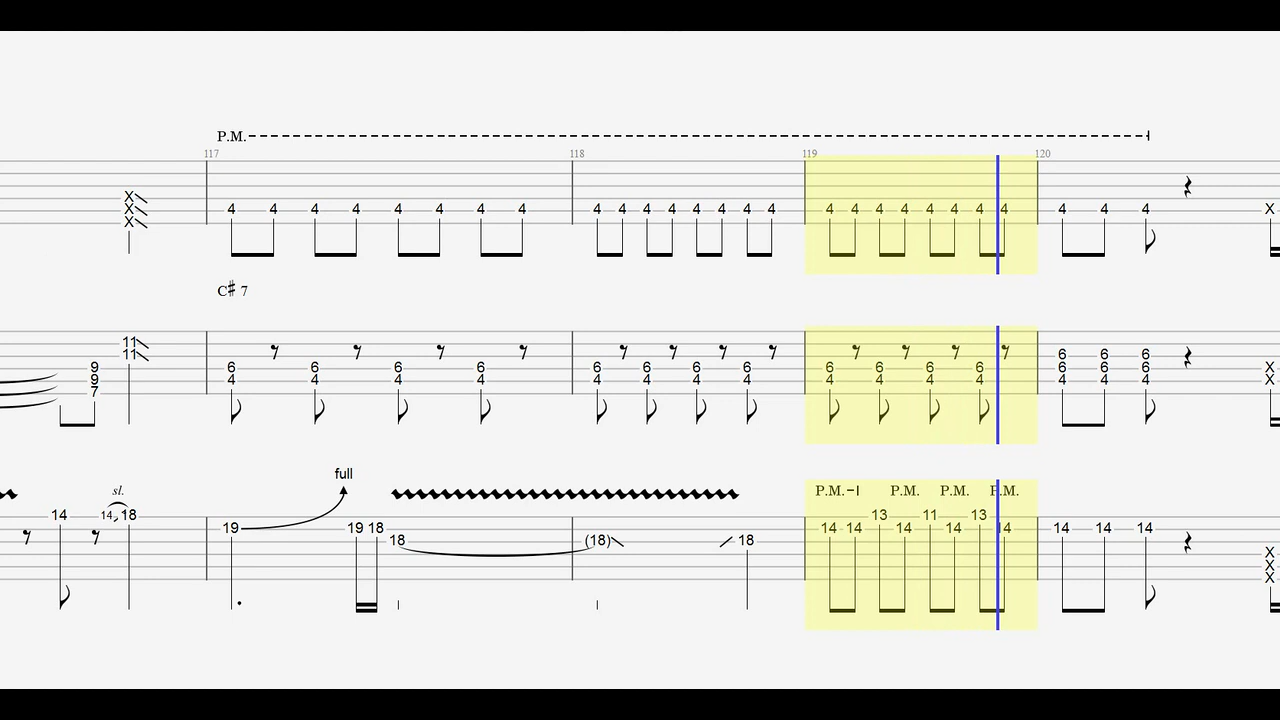 P.M.
117 118 119 120
X
X 4 4 4 4 4 4 4 4 4 4 4 4 4 4 4 4 4 4 4 4 4 4 4 4 4 4 4 X
X
C♯ 7
11
11 6 6 6
9 6 6 6 6 6 6 6 6 6 6 6 6 6 6 6 X
9 4 4 4 4 4 4 4 4 4 4 4 4 4 4 4 X
7
full
sl. P.M. P.M. P.M. P.M.
14 14 18 13 11 13
19 19 18 14 14 14 14 14 14 14 14
18 (18) 18 X
X
X